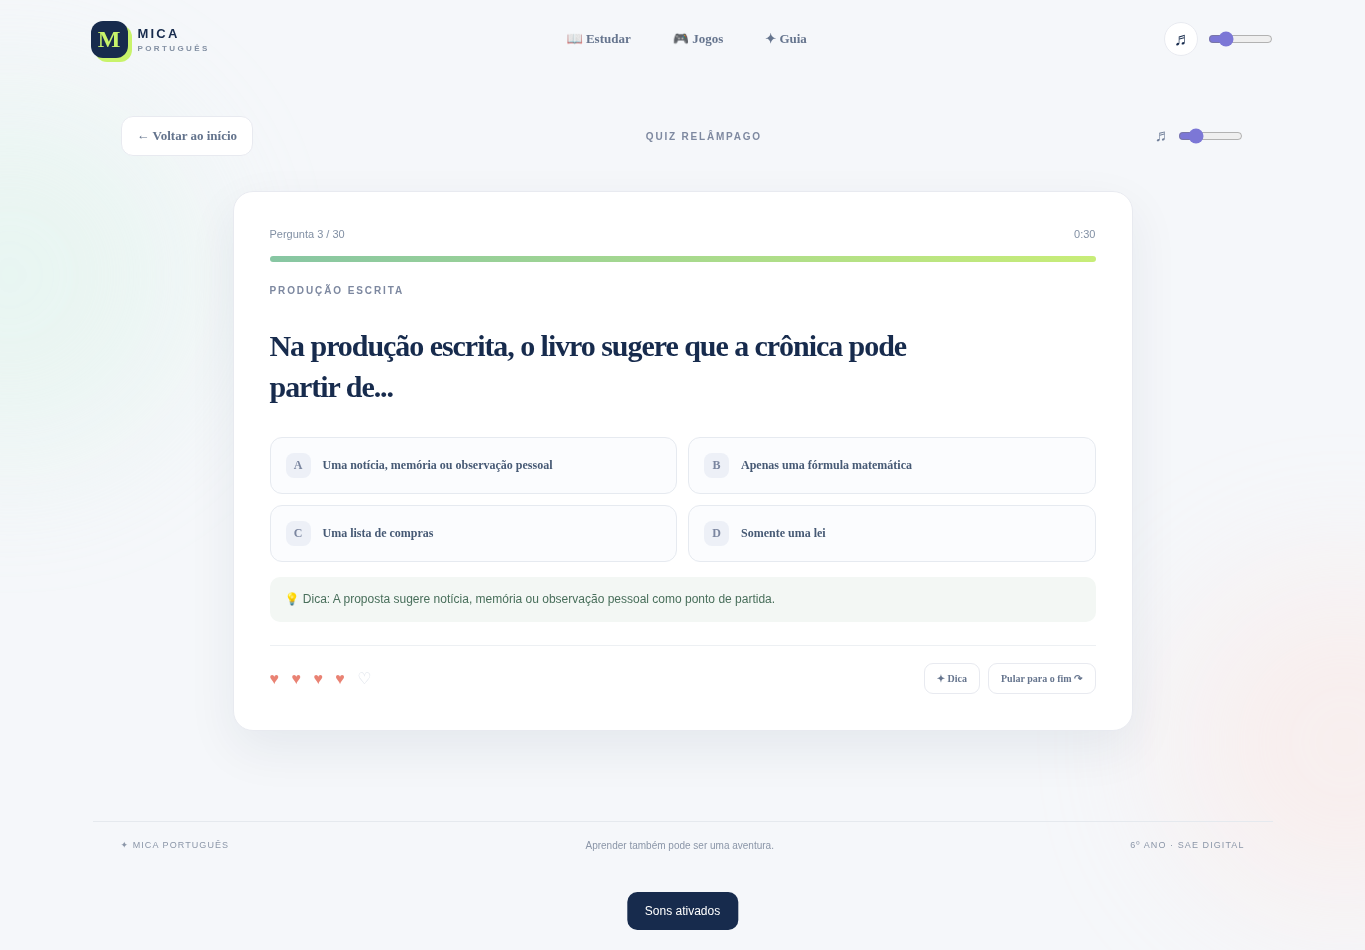 M
MICA
PORTUGUÊS
📖 Estudar
🎮 Jogos
✦ Guia
← Voltar ao início
QUIZ RELÂMPAGO
Pergunta 3 / 30
0:30
PRODUÇÃO ESCRITA
Na produção escrita, o livro sugere que a crônica pode
partir de...
A Uma notícia, memória ou observação pessoal
B Apenas uma fórmula matemática
C Uma lista de compras
D Somente uma lei
💡 Dica: A proposta sugere notícia, memória ou observação pessoal como ponto de partida.
♥ ♥ ♥ ♥ ♡
✦ Dica
Pular para o fim ↷
✦ MICA PORTUGUÊS
Aprender também pode ser uma aventura.
6º ANO · SAE DIGITAL
Sons ativados